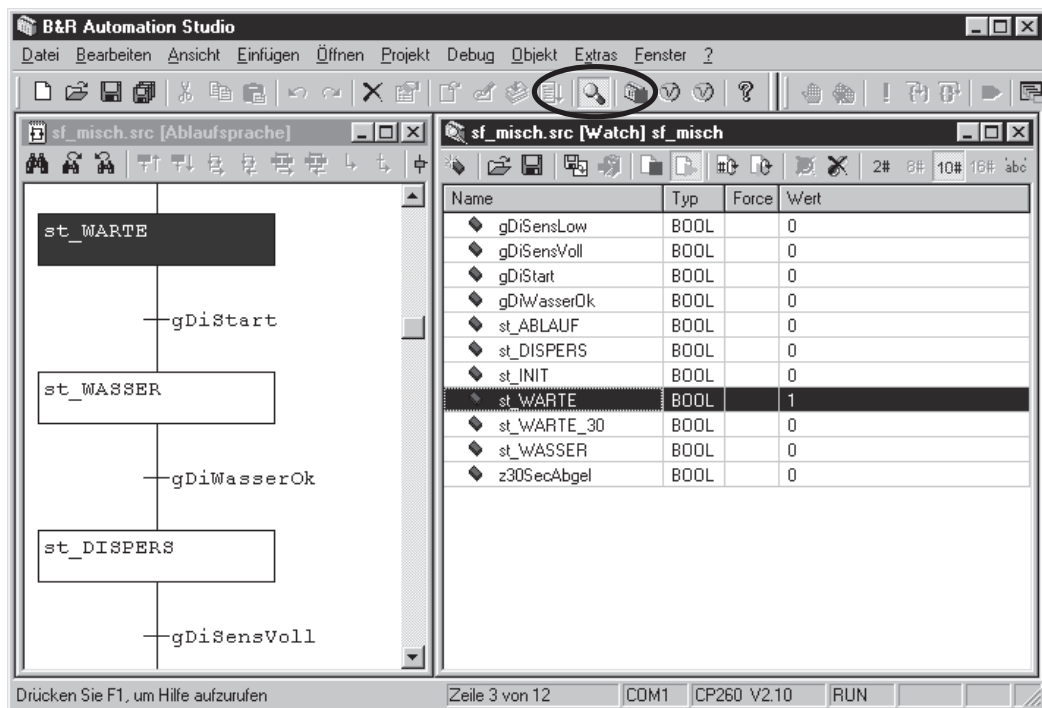 B&R Automation Studio
Datei Bearbeiten Ansicht Einfügen Öffnen Projekt Debug Objekt Extras Fenster ?
sf_misch.src [Ablaufsprache]
st_WARTE
gDiStart
st_WASSER
gDiWasserOk
st_DISPERS
gDiSensVoll
sf_misch.src [Watch] sf_misch
2# 8# 10# 16# abc
Name Typ Force Wert
gDiSensLow BOOL 0
gDiSensVoll BOOL 0
gDiStart BOOL 0
gDiWasserOk BOOL 0
st_ABLAUF BOOL 0
st_DISPERS BOOL 0
st_INIT BOOL 0
st_WARTE BOOL 1
st_WARTE_30 BOOL 0
st_WASSER BOOL 0
z30SecAbgel BOOL 0
Drücken Sie F1, um Hilfe aufzurufen Zeile 3 von 12 COM1 CP260 V2.10 RUN